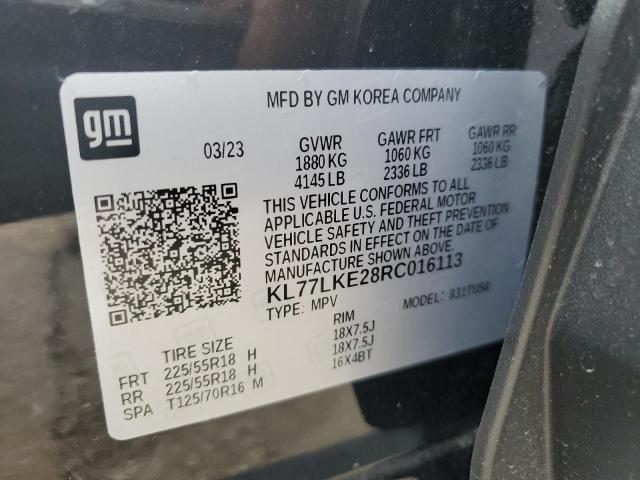 MFD BY GM KOREA COMPANY
gm
03/23 GVWR GAWR FRT GAWR RR
1880 KG 1060 KG 1060 KG
4145 LB 2336 LB 2336 LB
THIS VEHICLE CONFORMS TO ALL
APPLICABLE U.S. FEDERAL MOTOR
VEHICLE SAFETY AND THEFT PREVENTION
STANDARDS IN EFFECT ON THE DATE OF
MANUFACTURE SHOWN ABOVE.
KL77LKE28RC016113
TYPE: MPV MODEL: 831TU58
TIRE SIZE RIM
FRT 225/55R18 H 18X7.5J
RR 225/55R18 H 18X7.5J
SPA T125/70R16 M 16X4BT